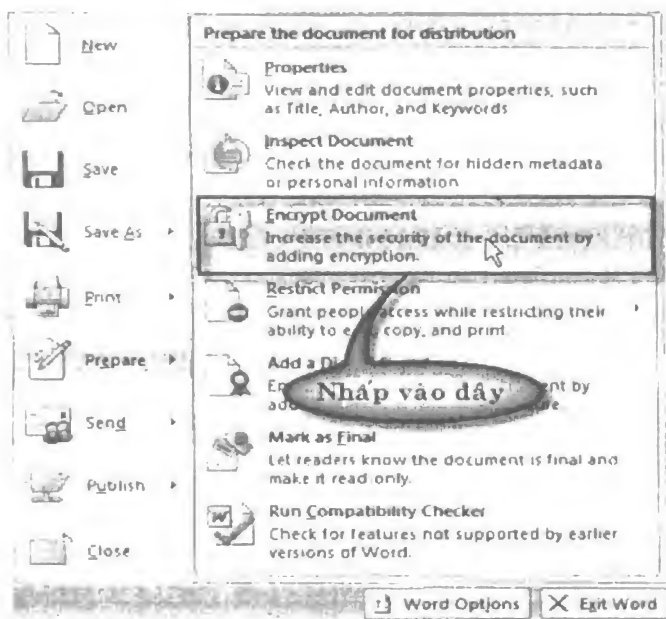 New
Open
Save
Save As
Print
Prepare
Send
Publish
Close
Prepare the document for distribution
Properties
View and edit document properties, such
as Title, Author, and Keywords
Inspect Document
Check the document for hidden metadata
or personal information
Encrypt Document
Increase the security of the document by
adding encryption.
Restrict Permission
Grant people access while restricting their
ability to copy, and print.
Add a
Nhấp vào đây
ent by
Mark as Final
Let readers know the document is final and
make it read only.
Run Compatibility Checker
Check for features not supported by earlier
versions of Word.
Word Options
Exit Word